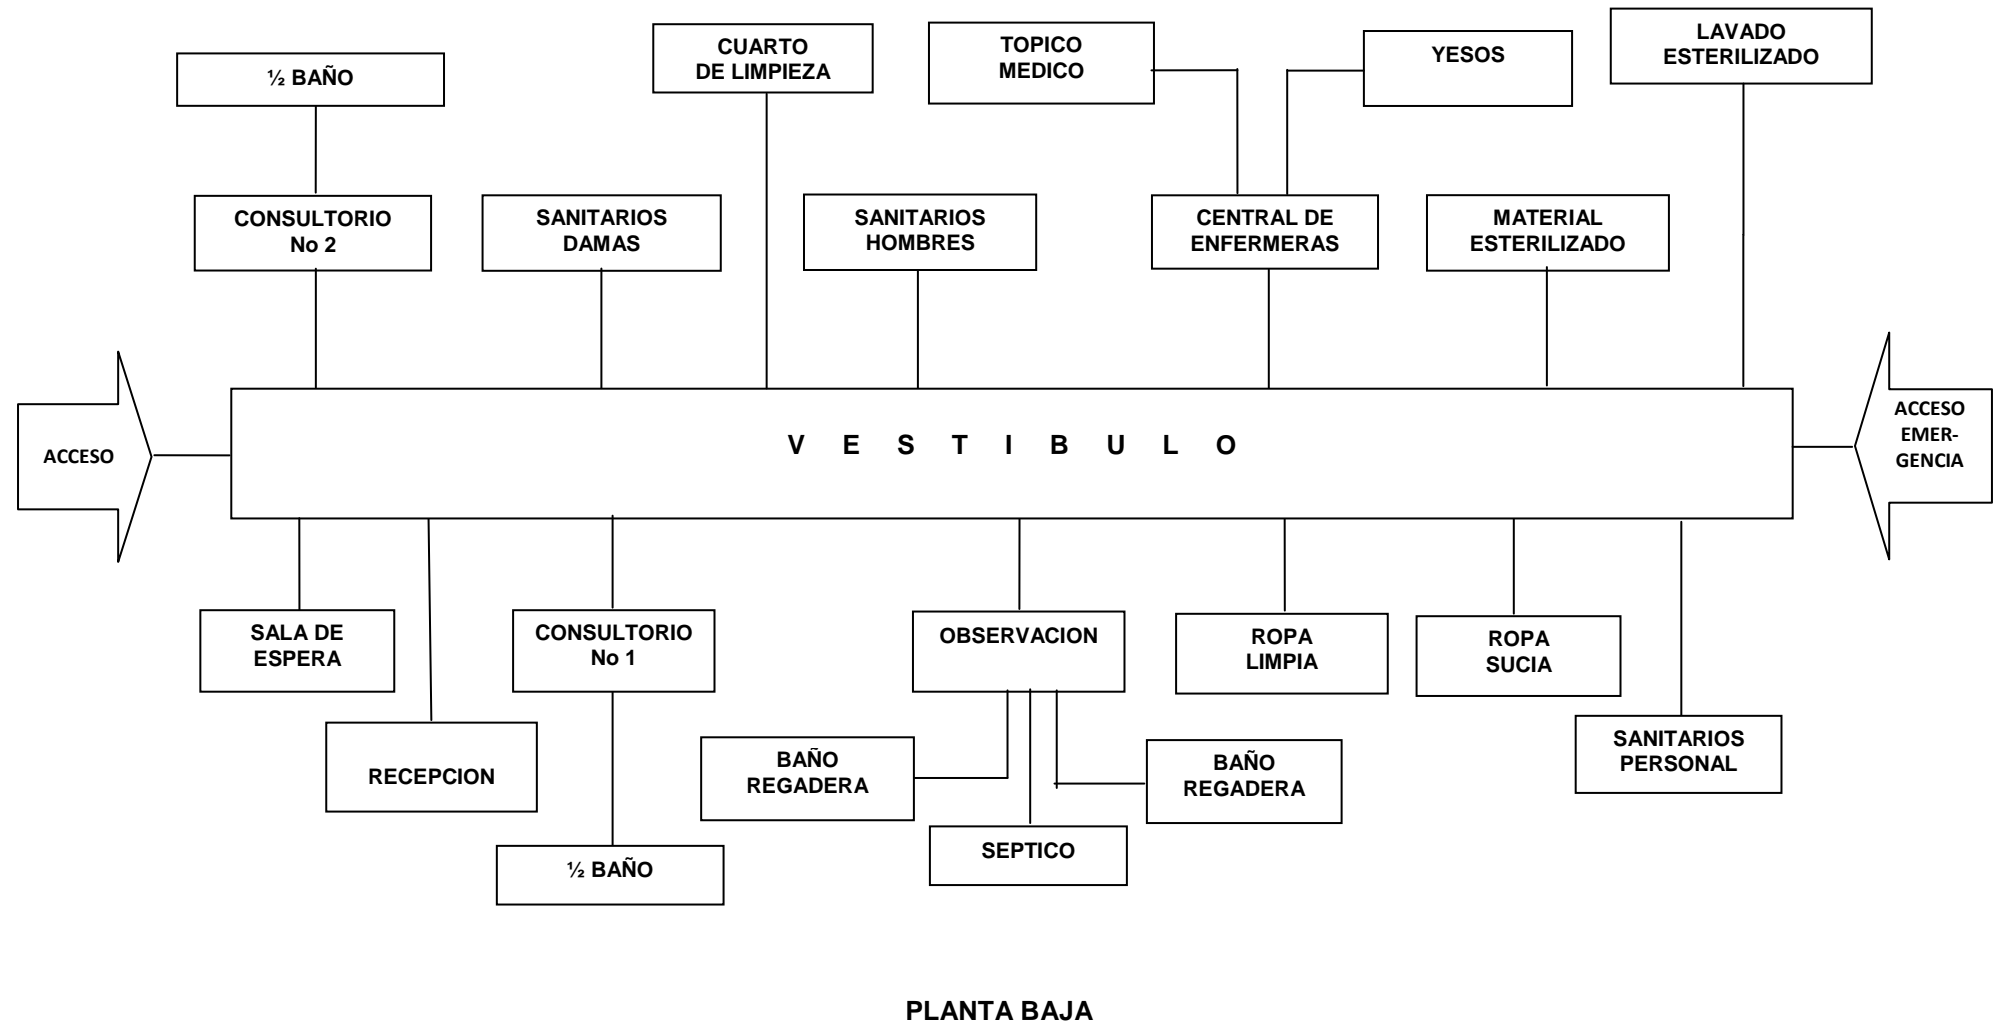 ½ BAÑO
CUARTO
DE LIMPIEZA
TOPICO
MEDICO
YESOS
LAVADO
ESTERILIZADO
CONSULTORIO
No 2
SANITARIOS
DAMAS
SANITARIOS
HOMBRES
CENTRAL DE
ENFERMERAS
MATERIAL
ESTERILIZADO
ACCESO
V E S T I B U L O
ACCESO
EMER-
GENCIA
SALA DE
ESPERA
RECEPCION
CONSULTORIO
No 1
½ BAÑO
OBSERVACION
BAÑO
REGADERA
SEPTICO
BAÑO
REGADERA
ROPA
LIMPIA
ROPA
SUCIA
SANITARIOS
PERSONAL
PLANTA BAJA